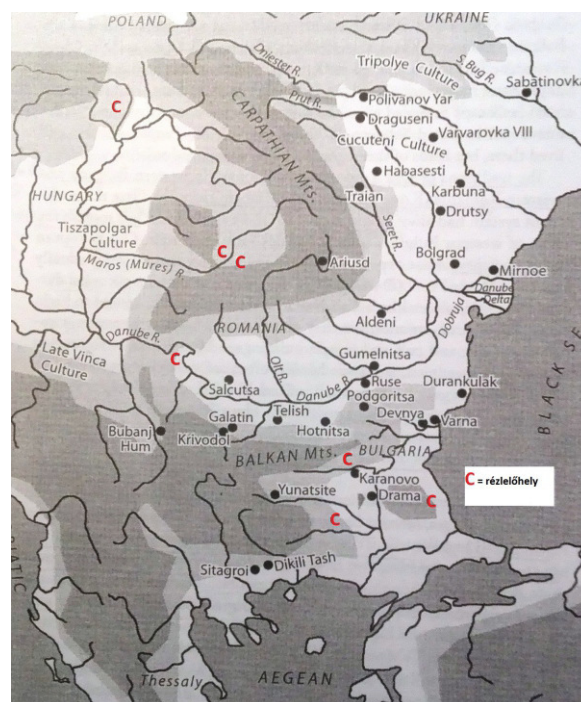 POLAND
UKRAINE
Dniester R.
Tripolye Culture
S. Bug R.
Sabatinovka
C
Prut R.
Polivanov Yar
Draguseni
Cucuteni Culture
Varvarovka VIII
CARPATHIAN Mts.
Habasesti
Karbuna
HUNGARY
Traian
Drutsy
Tiszapolgar
Culture
Seret R.
C
C
Maros (Mures) R.
Ariusd
Bolgrad
Mirnoe
Danube
Delta
Dobruja
Aldeni
Danube R.
ROMANIA
Late Vinca
Culture
C
Olt R.
Gumelnitsa
BLACK SE
Salcutsa
Danube R.
Ruse
Durankulak
Podgoritsa
Galatin
Telish
Devnya
Varna
Bubanj
Hum
Krivodol
Hotnitsa
BALKAN Mts.
C
BULGARIA
Karanovo
C = rézlelőhely
Yunatsite
Drama
C
C
Sitagroi
Dikili Tash
RIATIC
Thessaly
AEGEAN